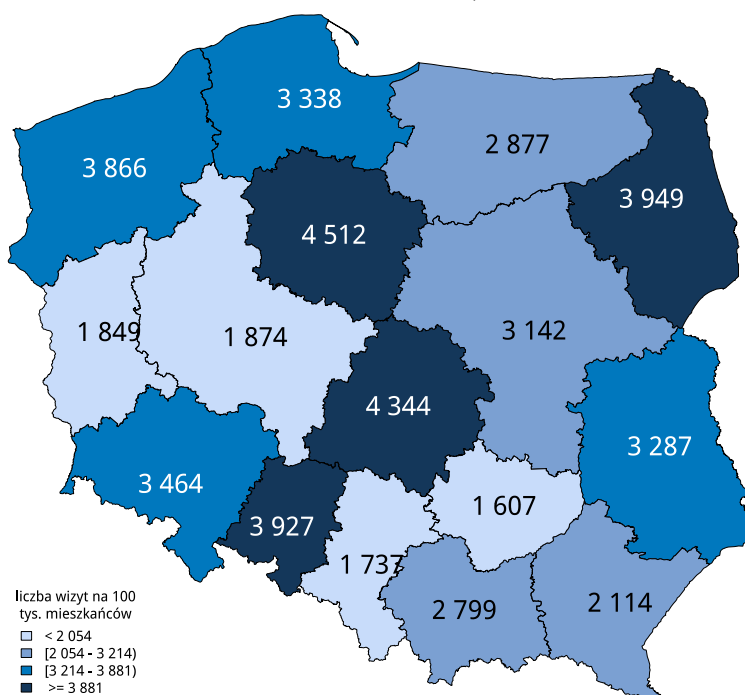 3 338
2 877
3 866
3 949
4 512
3 142
1 849
1 874
4 344
3 287
3 464
1 607
3 927
1 737
2 114
2 799
liczba wizyt na 100
tys. mieszkańców
< 2 054
[2 054 - 3 214)
[3 214 - 3 881)
>= 3 881